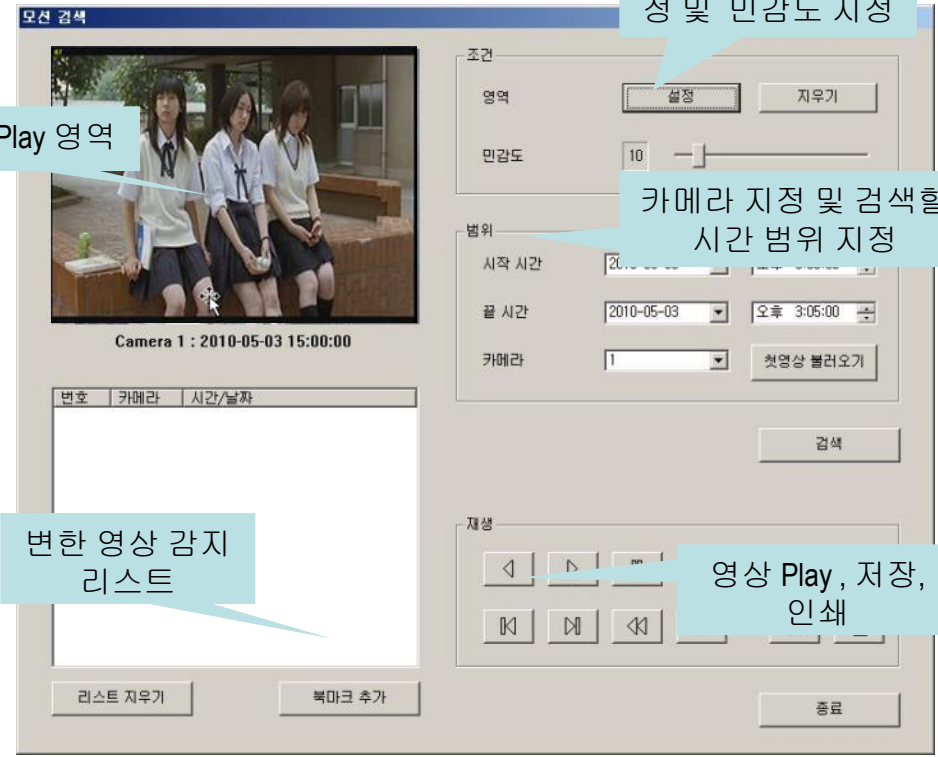 모션 검색
정 및 민감도 지정
조건
영역
설정
지우기
Play 영역
민감도
10
카메라 지정 및 검색할
시간 범위 지정
범위
시작 시간
끝 시간
2010-05-03
오후 3:05:00
Camera 1 : 2010-05-03 15:00:00
카메라
1
첫영상 불러오기
번호 카메라 시간/날짜
검색
변한 영상 감지
리스트
재생
영상 Play , 저장,
인쇄
리스트 지우기
북마크 추가
종료